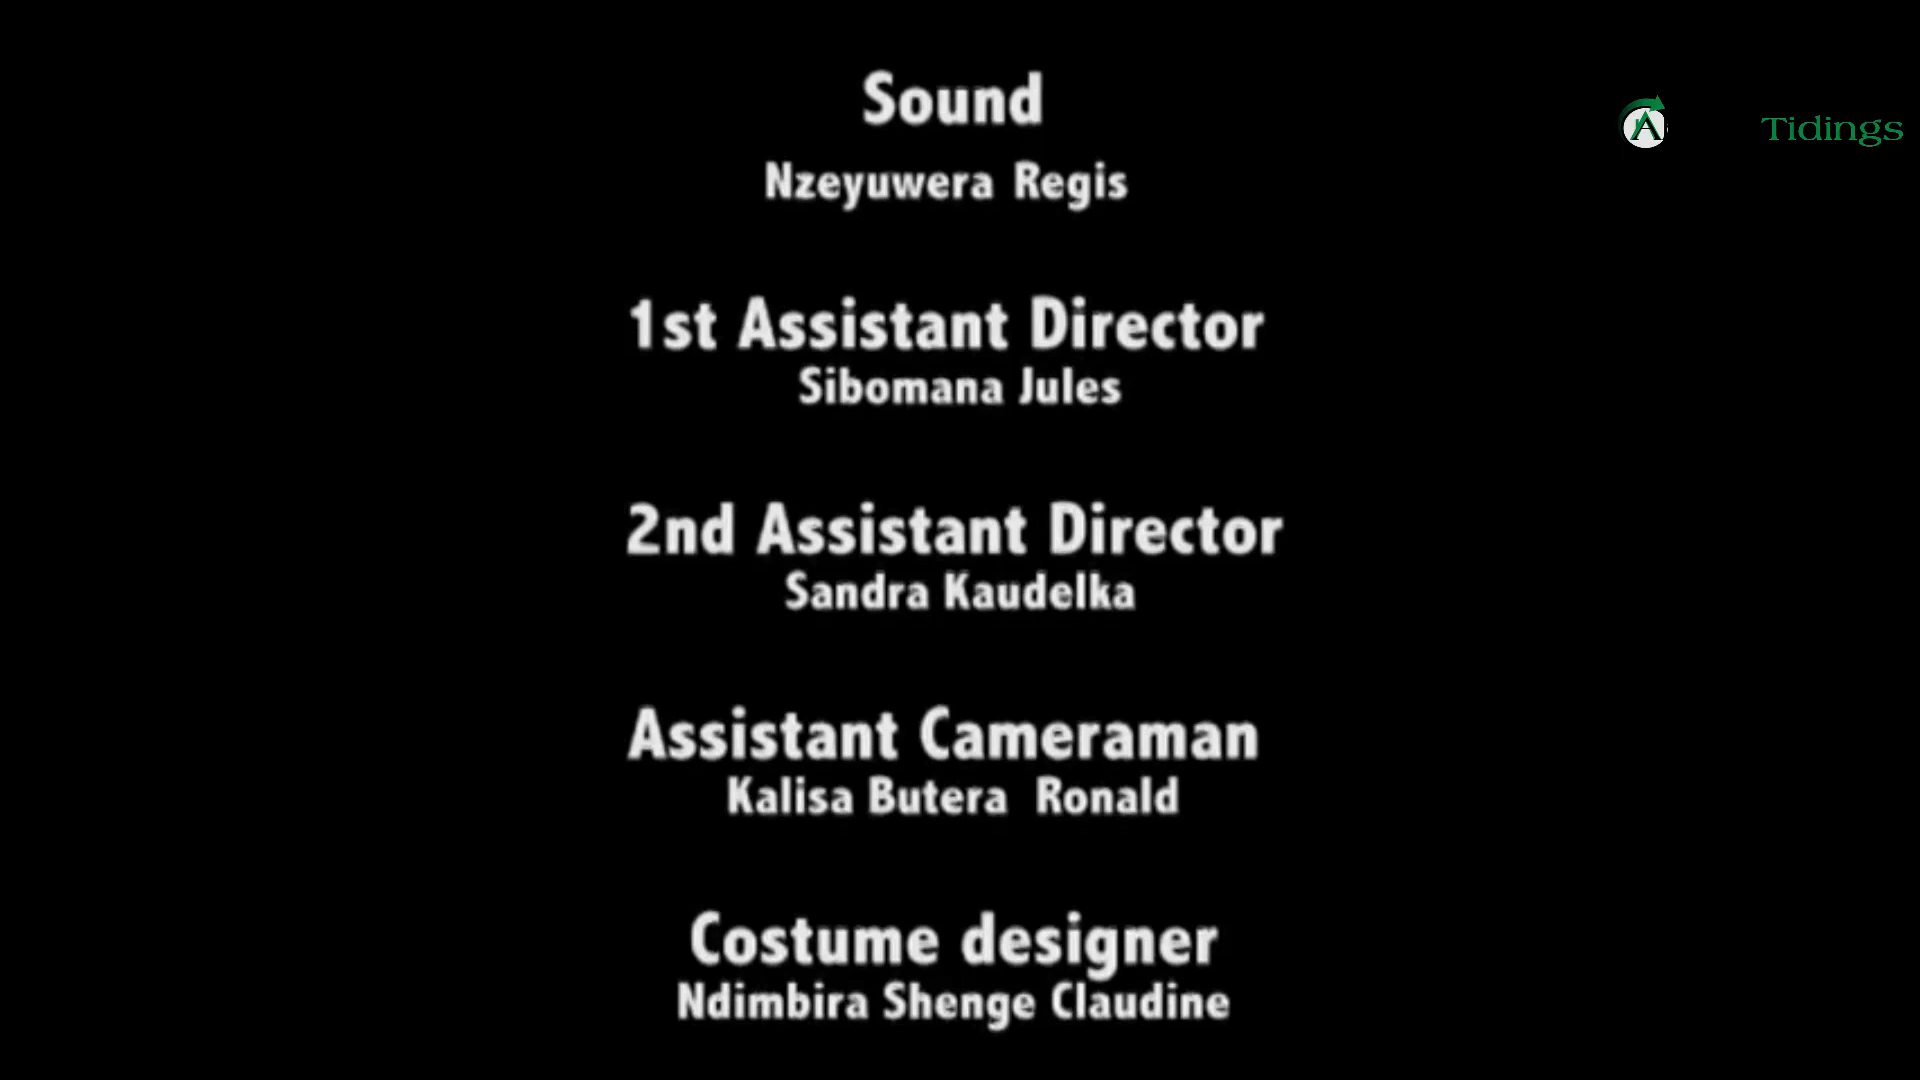 Sound
Nzeyuwera Regis
1st Assistant Director
Sibomana Jules
2nd Assistant Director
Sandra Kaudelka
Assistant Cameraman
Kalisa Butera Ronald
Costume designer
Ndimbira Shenge Claudine
A
Tidings